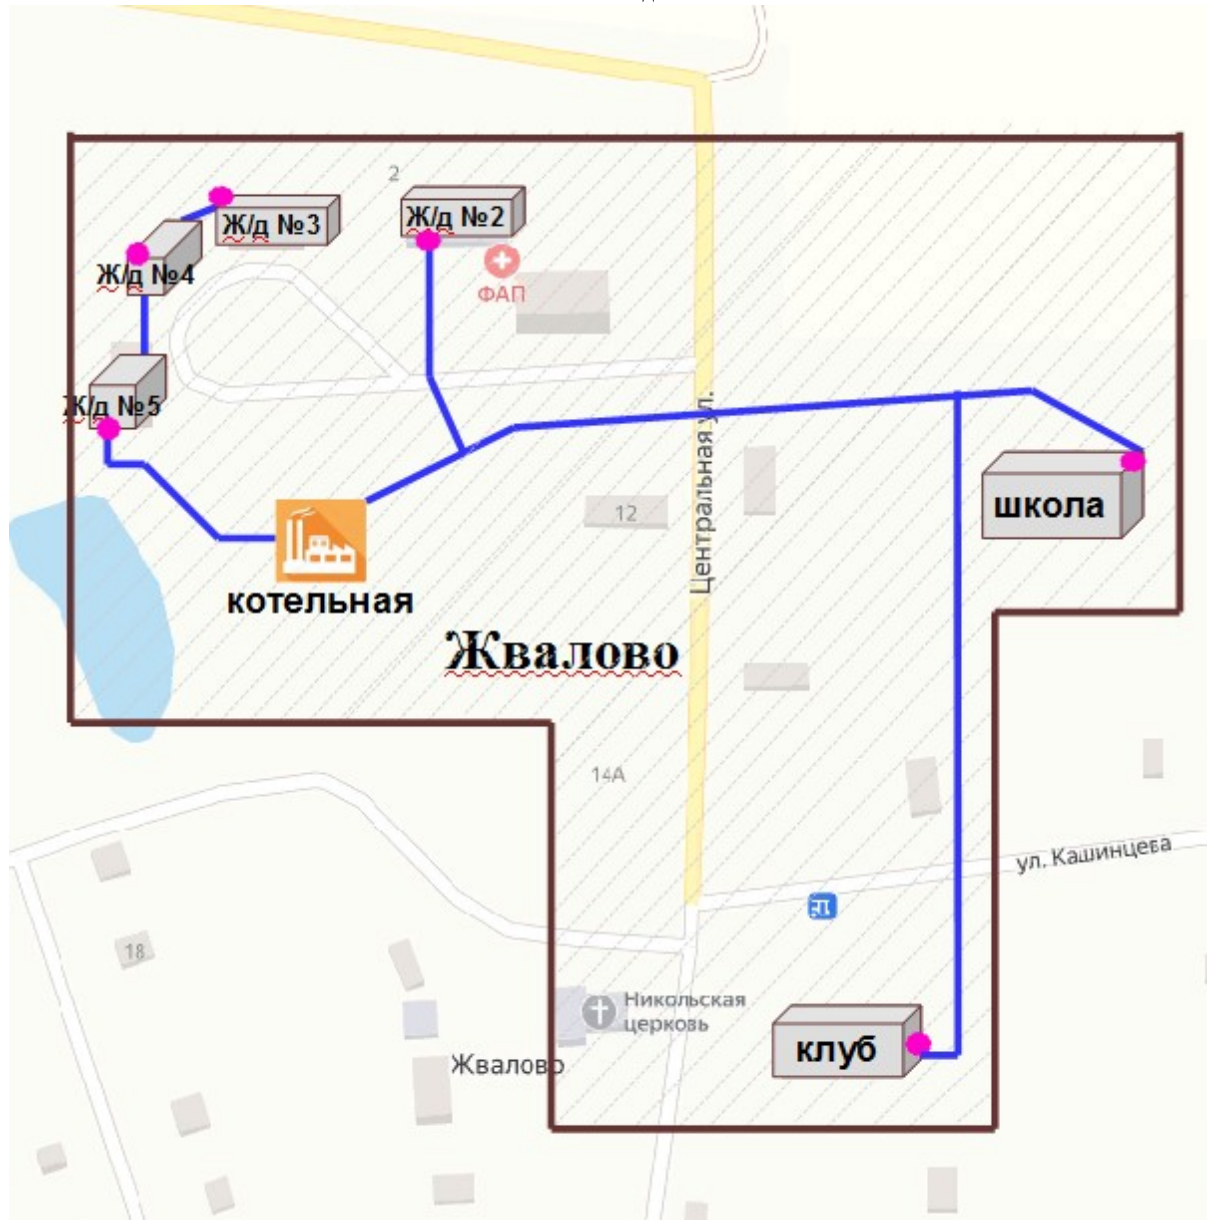 2
Ж/д №3
Ж/д №2
Ж/д №4
ФАП
Ж/д №5
Центральная ул.
школа
12
котельная
Жвалово
14А
ул. Кашинцева
18
Никольская
церковь
клуб
Жвалово